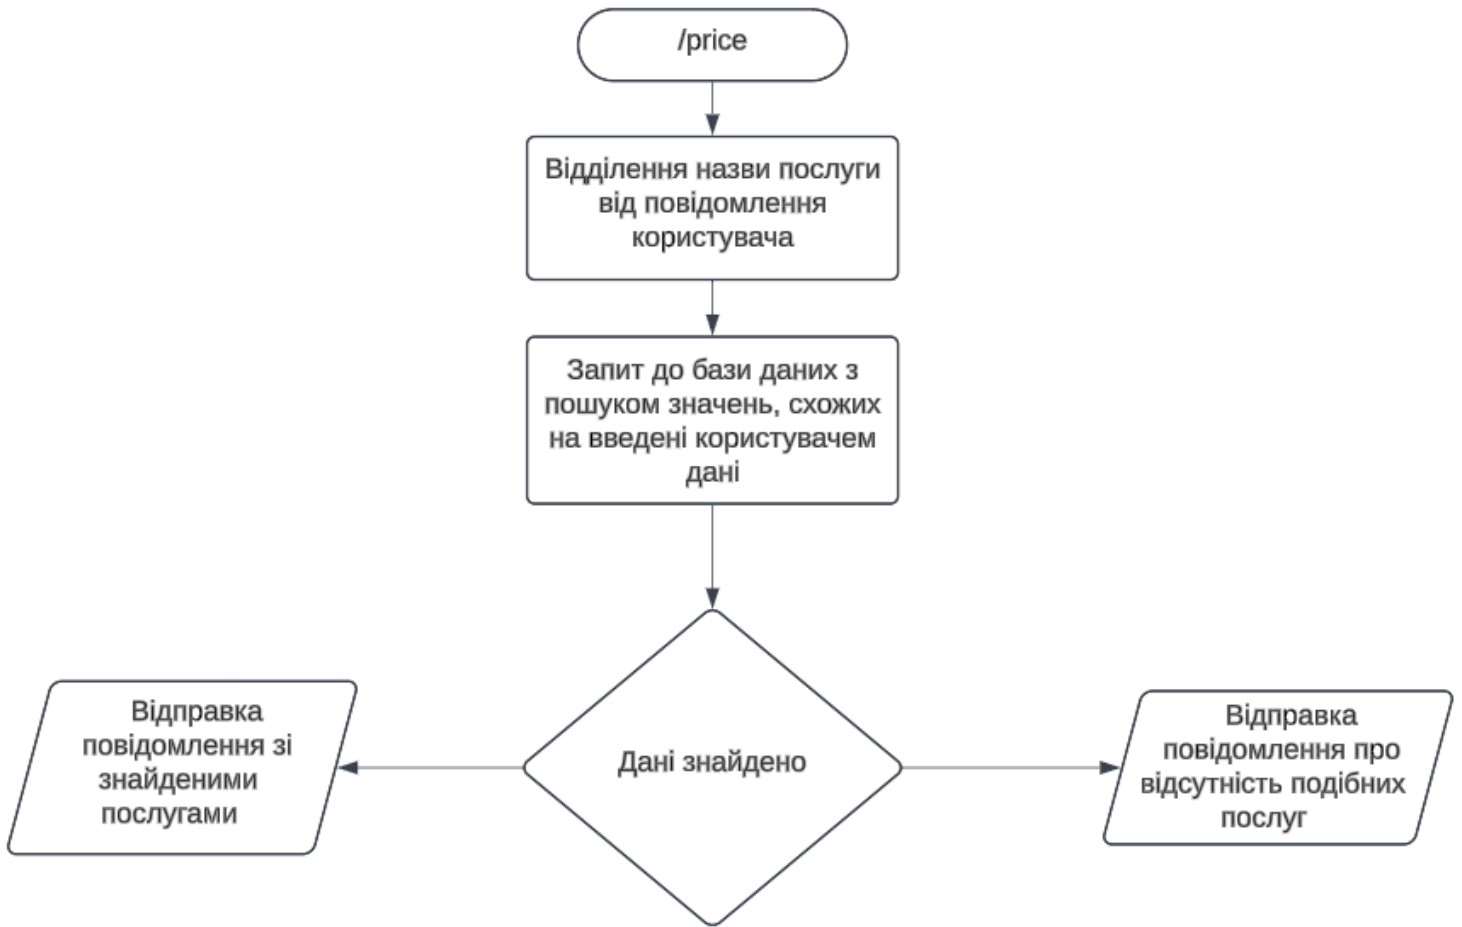 /price
Відділення назви послуги
від повідомлення
користувача
Запит до бази даних з
пошуком значень, схожих
на введені користувачем
дані
Дані знайдено
Відправка
повідомлення зі
знайденими
послугами
Відправка
повідомлення про
відсутність подібних
послуг